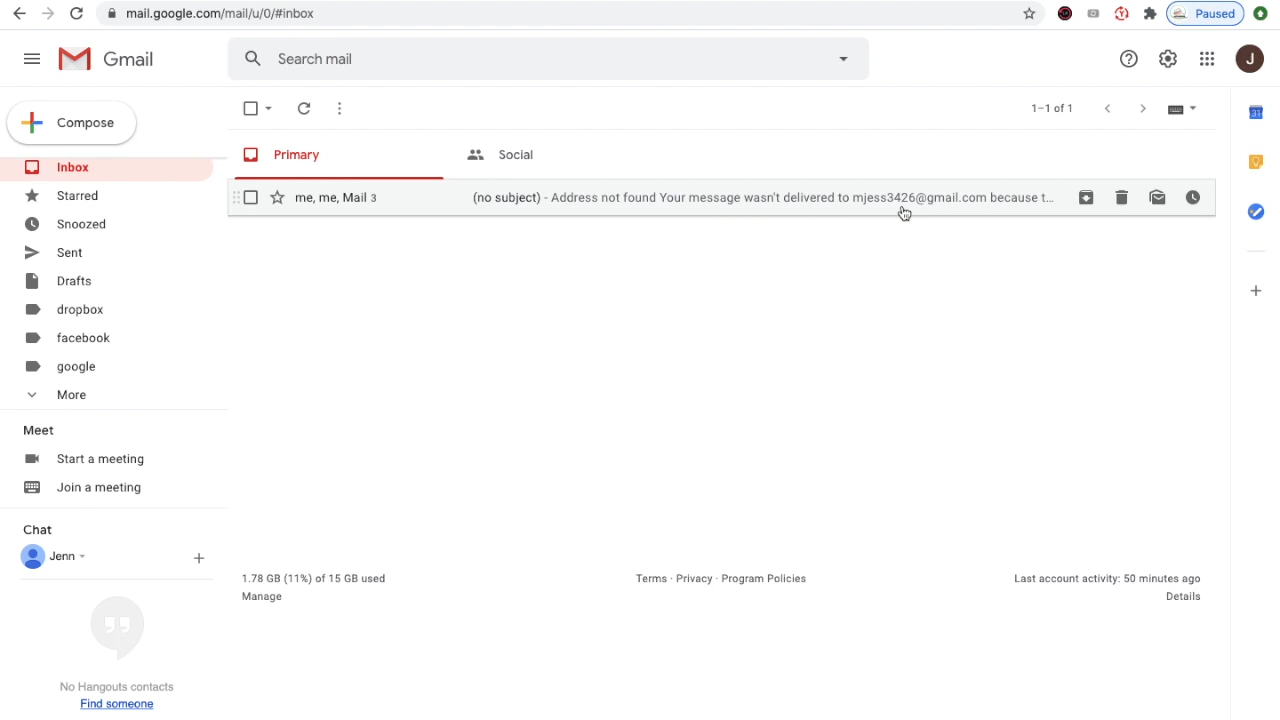 mail.google.com/mail/u/0/#inbox
Paused
Gmail
Search mail
J
Compose
1–1 of 1
Primary
Social
Inbox
me, me, Mail 3
(no subject) - Address not found Your message wasn't delivered to mjess3426@gmail.com because t...
Starred
Snoozed
Sent
Drafts
dropbox
facebook
google
More
Meet
Start a meeting
Join a meeting
Chat
Jenn
No Hangouts contacts
Find someone
1.78 GB (11%) of 15 GB used
Manage
Terms · Privacy · Program Policies
Last account activity: 50 minutes ago
Details
31